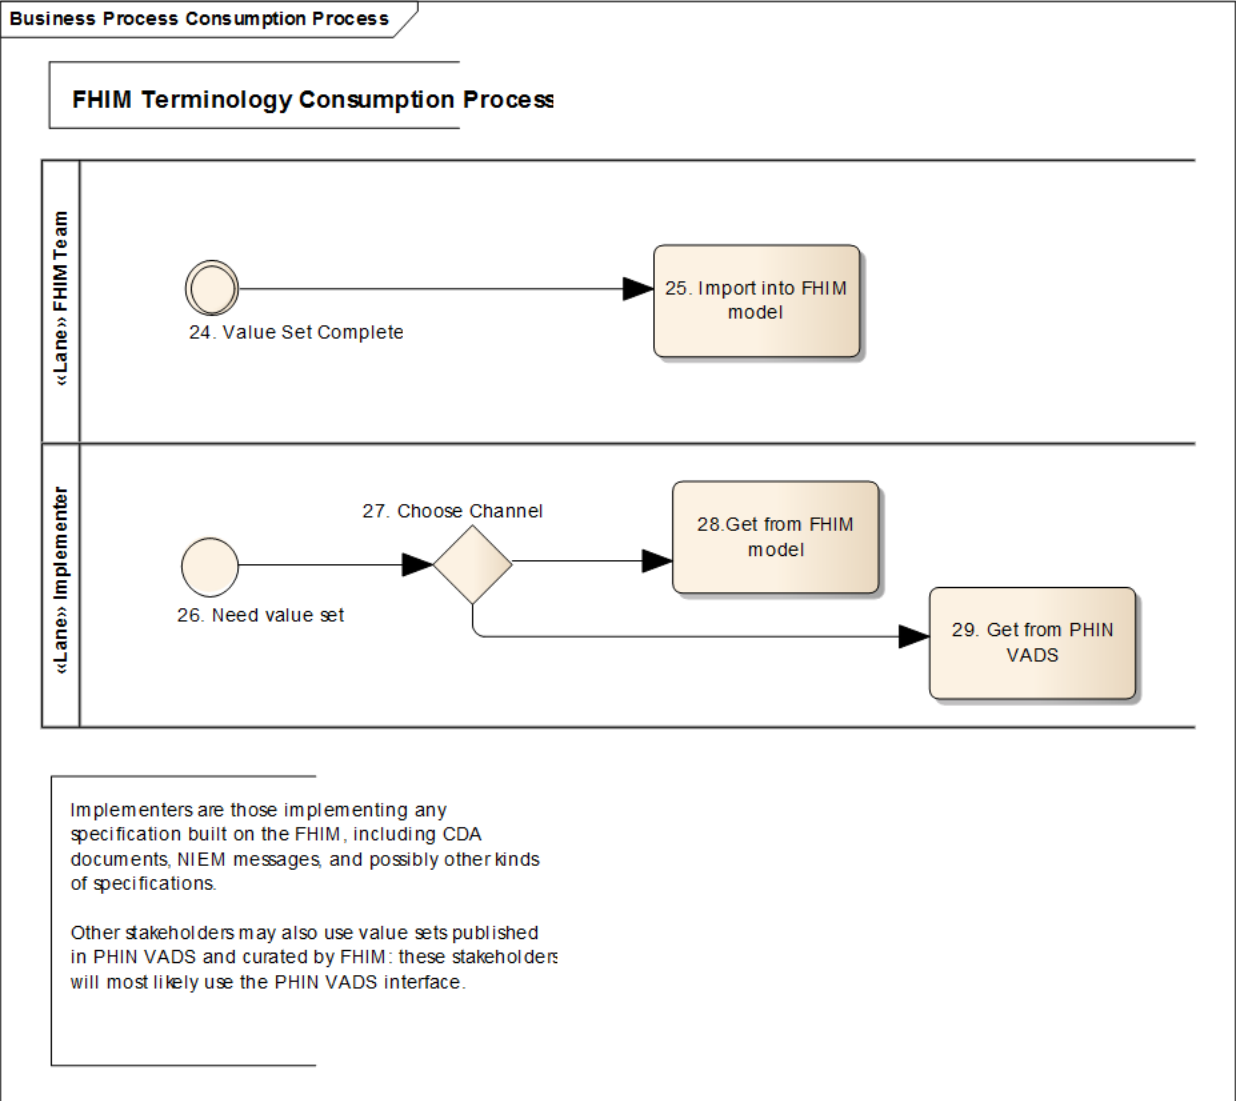 Business Process Consumption Process
FHIM Terminology Consumption Process
«Lane» FHIM Team
24. Value Set Complete
25. Import into FHIM
model
«Lane» Implementer
26. Need value set
27. Choose Channel
28.Get from FHIM
model
29. Get from PHIN
VADS
Implementers are those implementing any
specification built on the FHIM, including CDA
documents, NIEM messages, and possibly other kinds
of specifications.
Other stakeholders may also use value sets published
in PHIN VADS and curated by FHIM: these stakeholders
will most likely use the PHIN VADS interface.